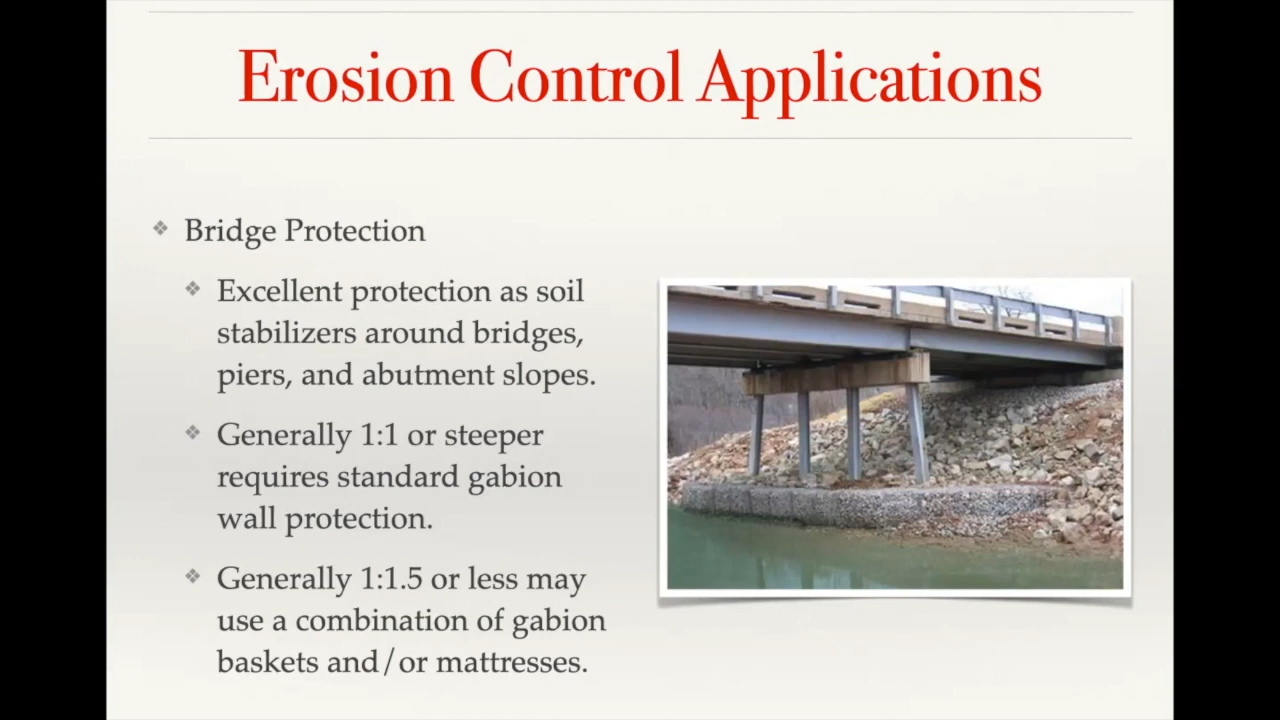 Erosion Control Applications
Bridge Protection
Excellent protection as soil
stabilizers around bridges,
piers, and abutment slopes.
Generally 1:1 or steeper
requires standard gabion
wall protection.
Generally 1:1.5 or less may
use a combination of gabion
baskets and/or mattresses.